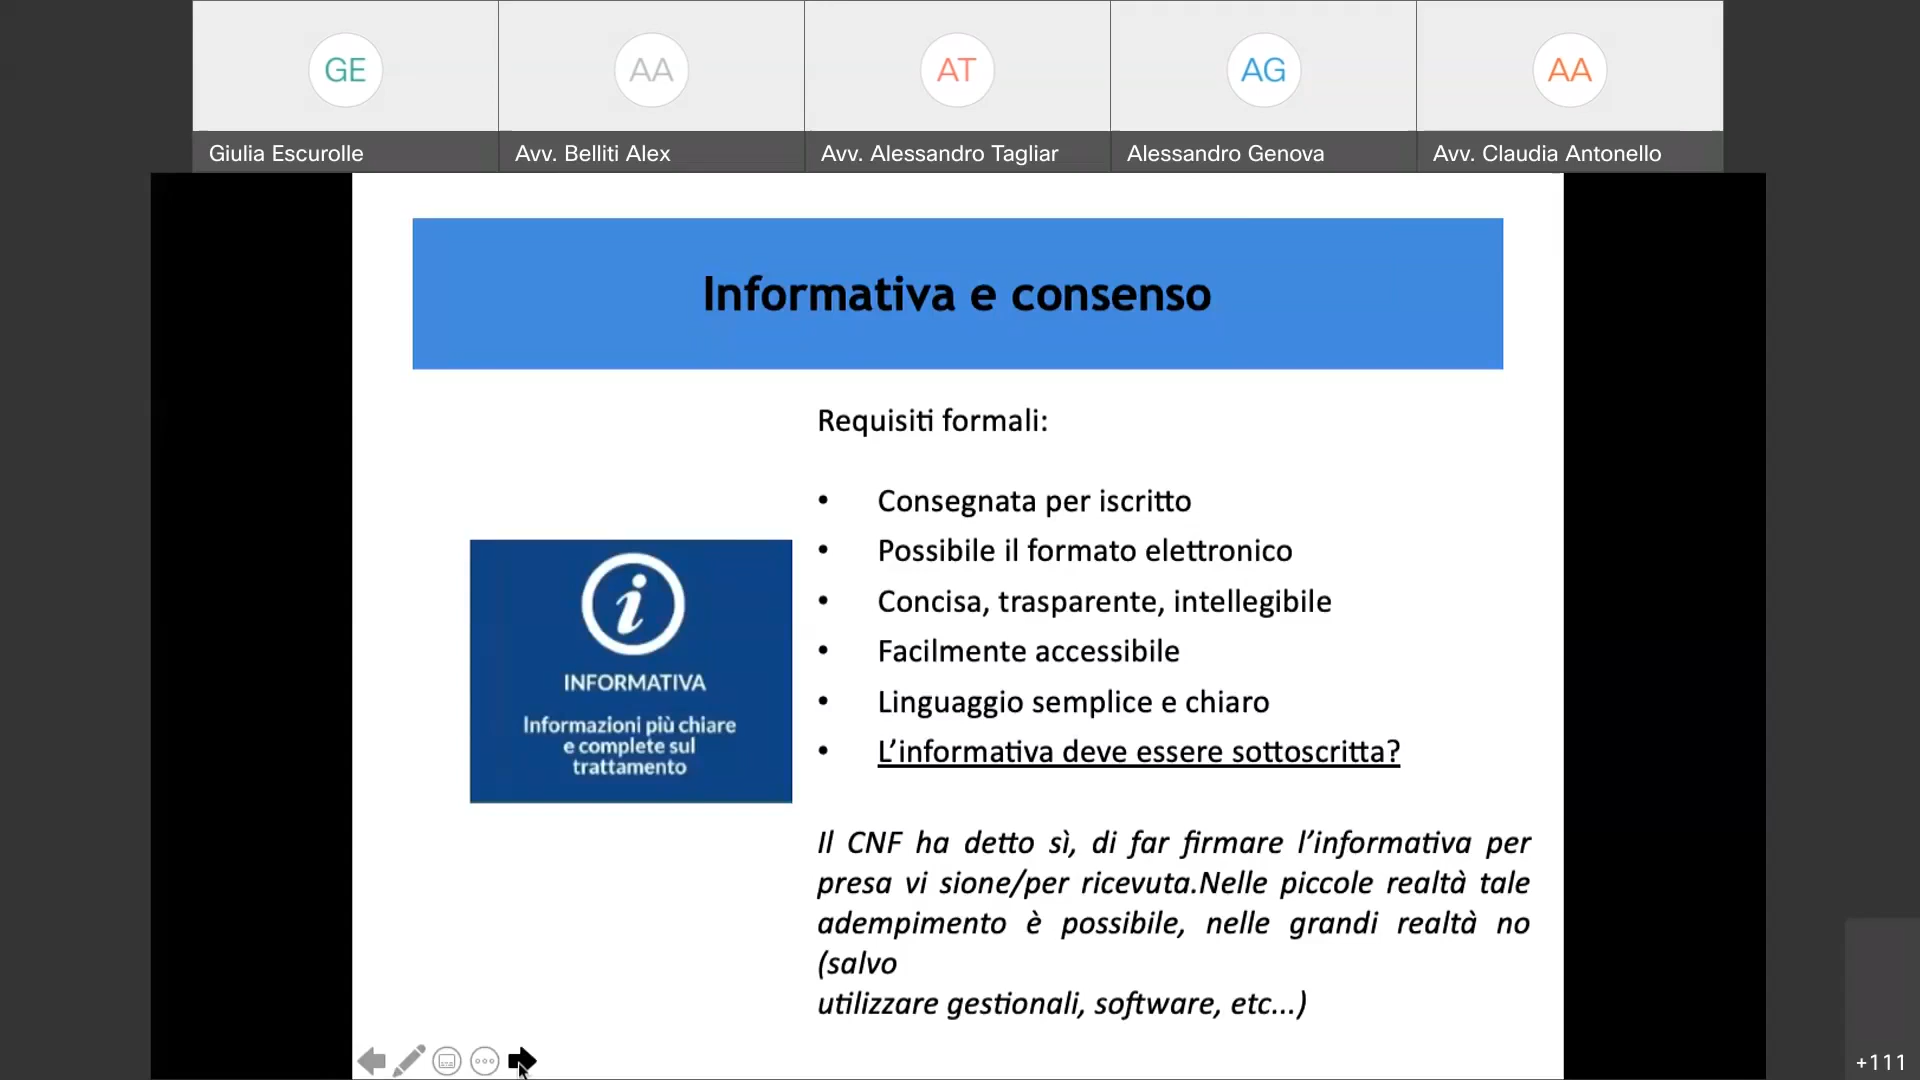 GE
AA
AT
AG
AA
Giulia Escurolle
Avv. Belliti Alex
Avv. Alessandro Tagliar
Alessandro Genova
Avv. Claudia Antonello
Informativa e consenso
Requisiti formali:
• Consegnata per iscritto
• Possibile il formato elettronico
• Concisa, trasparente, intellegibile
• Facilmente accessibile
• Linguaggio semplice e chiaro
• L’informativa deve essere sottoscritta?
i
INFORMATIVA
Informazioni più chiare
e complete sul
trattamento
Il CNF ha detto sì, di far firmare l’informativa per
presa vi sione/per ricevuta.Nelle piccole realtà tale
adempimento è possibile, nelle grandi realtà no
(salvo
utilizzare gestionali, software, etc...)
+111